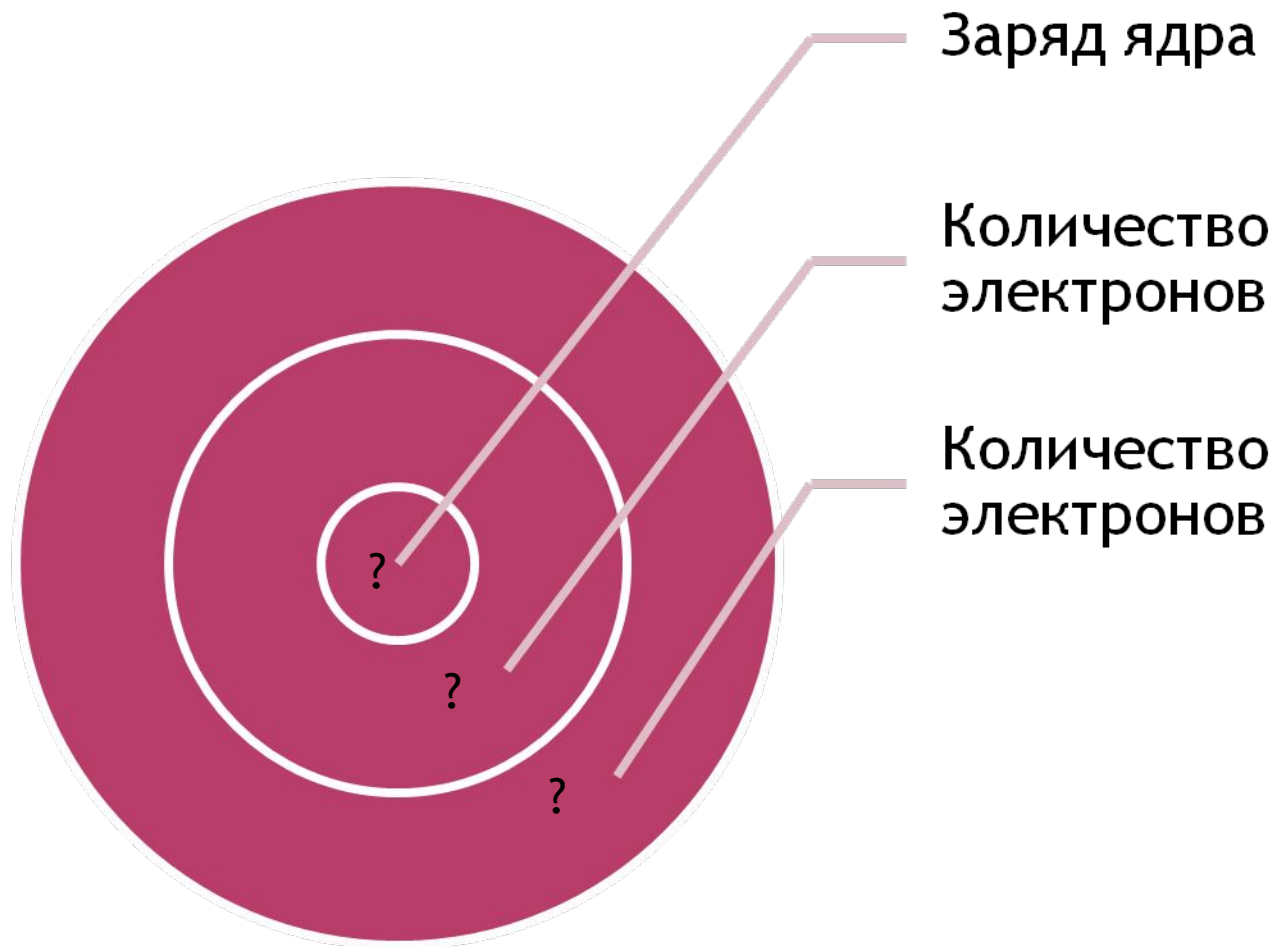 Заряд ядра
Количество
электронов
Количество
электронов
?
?
?